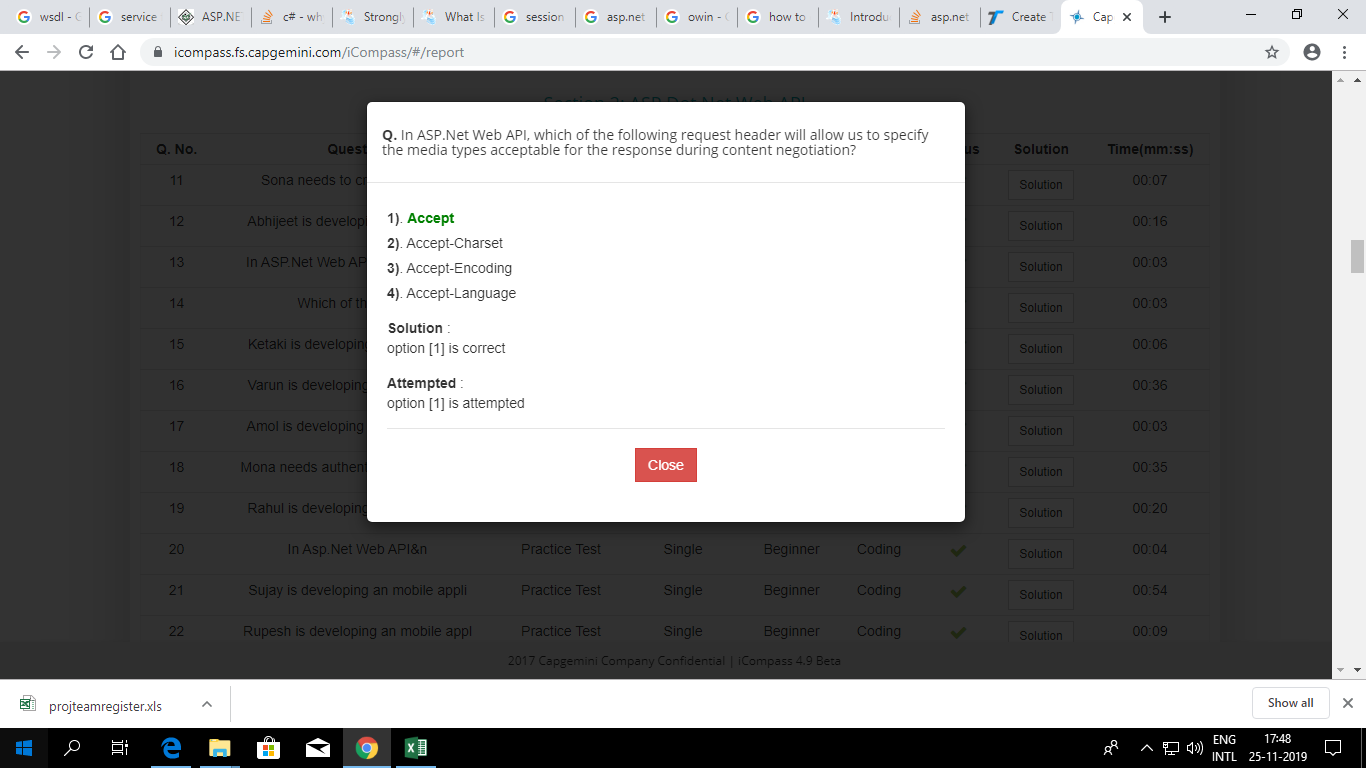 wsdl - G
service
ASP.NE
c# - wh
Strongly
What Is
session
asp.net
owin - G
how to
Introdu
asp.net
Create T
Cap
icompass.fs.capgemini.com/iCompass/#/report
Section 2: ASP Dot Net Web API
Q. In ASP.Net Web API, which of the following request header will allow us to specify
the media types acceptable for the response during content negotiation?
1). Accept
2). Accept-Charset
3). Accept-Encoding
4). Accept-Language
Solution :
option [1] is correct
Attempted :
option [1] is attempted
Close
Q. No. Quest us Solution Time(mm:ss)
11 Sona needs to cr Solution 00:07
12 Abhijeet is develop Solution 00:16
13 In ASP.Net Web AP Solution 00:03
14 Which of th Solution 00:03
15 Ketaki is developin Solution 00:06
16 Varun is developing Solution 00:36
17 Amol is developing Solution 00:03
18 Mona needs authent Solution 00:35
19 Rahul is developing Solution 00:20
20 In Asp.Net Web API&n Practice Test Single Beginner Coding Solution 00:04
21 Sujay is developing an mobile appli Practice Test Single Beginner Coding Solution 00:54
22 Rupesh is developing an mobile appl Practice Test Single Beginner Coding Solution 00:09
2017 Capgemini Company Confidential | iCompass 4.9 Beta
projteamregister.xls
Show all
ENG
INTL
17:48
25-11-2019